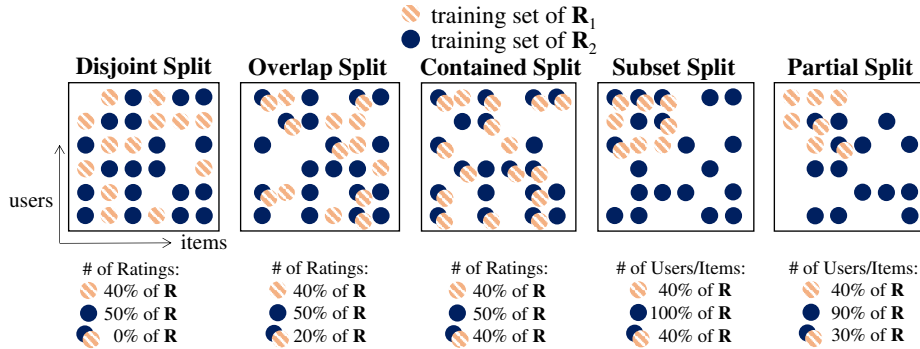 training set of R1
training set of R2
Disjoint Split
Overlap Split
Contained Split
Subset Split
Partial Split
users
items
# of Ratings:
40% of R
50% of R
0% of R
# of Ratings:
40% of R
50% of R
20% of R
# of Ratings:
40% of R
50% of R
40% of R
# of Users/Items:
40% of R
100% of R
40% of R
# of Users/Items:
40% of R
90% of R
30% of R